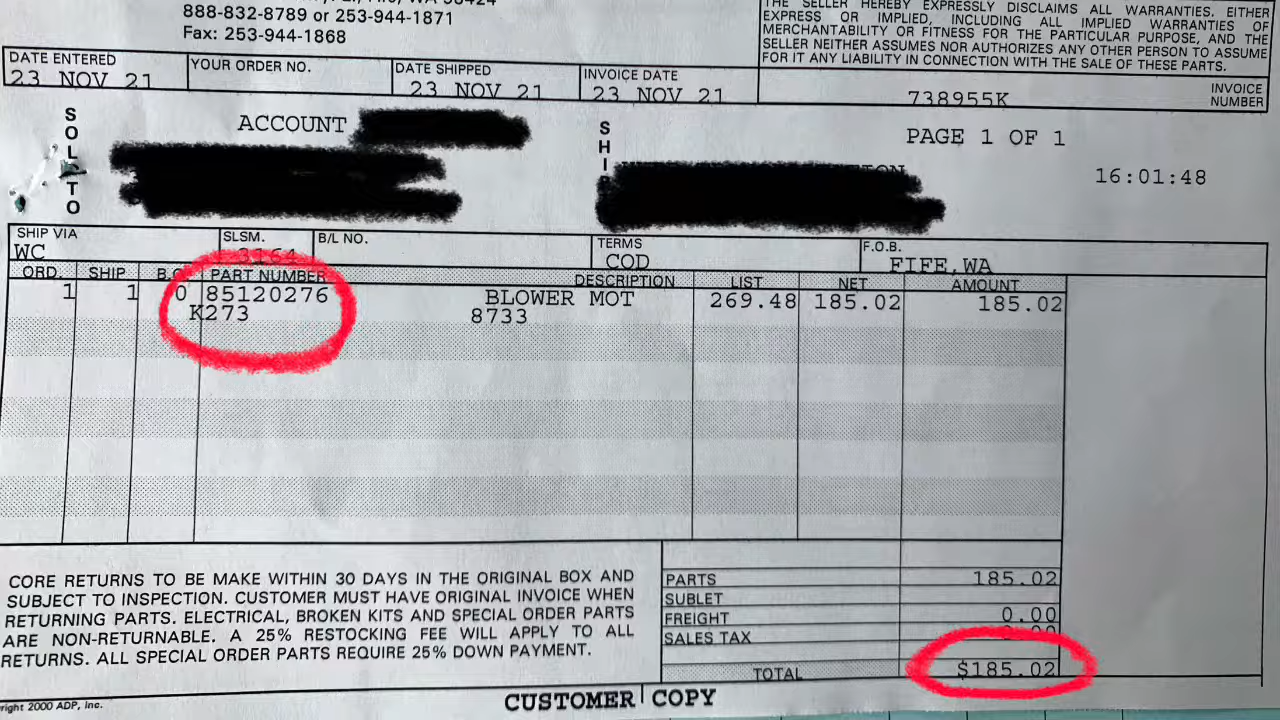 888-832-8789 or 253-944-1871
Fax: 253-944-1868
THE SELLER HEREBY EXPRESSLY DISCLAIMS ALL WARRANTIES. EITHER
EXPRESS OR IMPLIED, INCLUDING ALL IMPLIED WARRANTIES OF
MERCHANTABILITY OR FITNESS FOR THE PARTICULAR PURPOSE, AND THE
SELLER NEITHER ASSUMES NOR AUTHORIZES ANY OTHER PERSON TO ASSUME
FOR IT ANY LIABILITY IN CONNECTION WITH THE SALE OF THESE PARTS.
DATE ENTERED YOUR ORDER NO. DATE SHIPPED INVOICE DATE INVOICE NUMBER
23 NOV 21 23 NOV 21 23 NOV 21 738955K
SOLD TO ACCOUNT SHIP PAGE 1 OF 1
16:01:48
SHIP VIA SLSM. B/L NO. TERMS F.O.B.
WC 3164 COD FIFE,WA
ORD. SHIP B.O. PART NUMBER DESCRIPTION LIST NET AMOUNT
1 1 0 85120276 BLOWER MOT 269.48 185.02 185.02
K273 8733
CORE RETURNS TO BE MAKE WITHIN 30 DAYS IN THE ORIGINAL BOX AND
SUBJECT TO INSPECTION. CUSTOMER MUST HAVE ORIGINAL INVOICE WHEN
RETURNING PARTS. ELECTRICAL, BROKEN KITS AND SPECIAL ORDER PARTS
ARE NON-RETURNABLE. A 25% RESTOCKING FEE WILL APPLY TO ALL
RETURNS. ALL SPECIAL ORDER PARTS REQUIRE 25% DOWN PAYMENT.
PARTS 185.02
SUBLET
FREIGHT 0.00
SALES TAX 0.00
TOTAL $185.02
right 2000 ADP, Inc.
CUSTOMER COPY